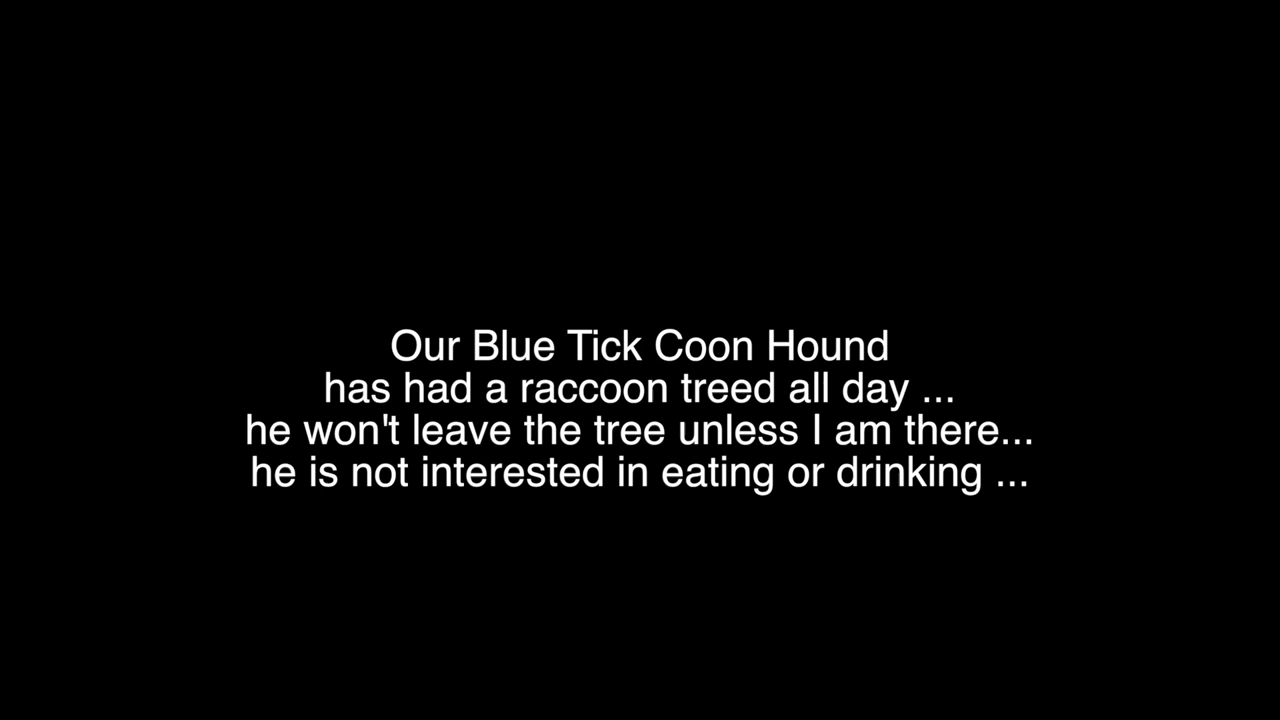 Our Blue Tick Coon Hound
has had a raccoon treed all day ...
he won't leave the tree unless I am there...
he is not interested in eating or drinking ...